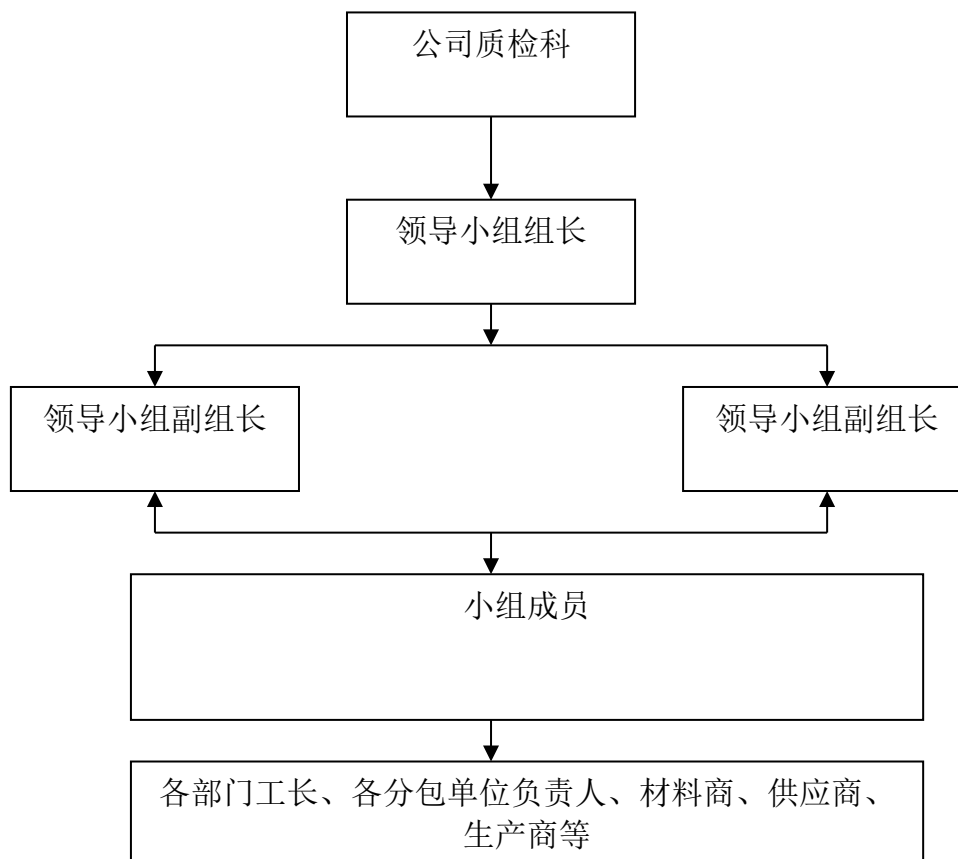 公司质检科
领导小组组长
领导小组副组长
领导小组副组长
小组成员
各部门工长、各分包单位负责人、材料商、供应商、
生产商等